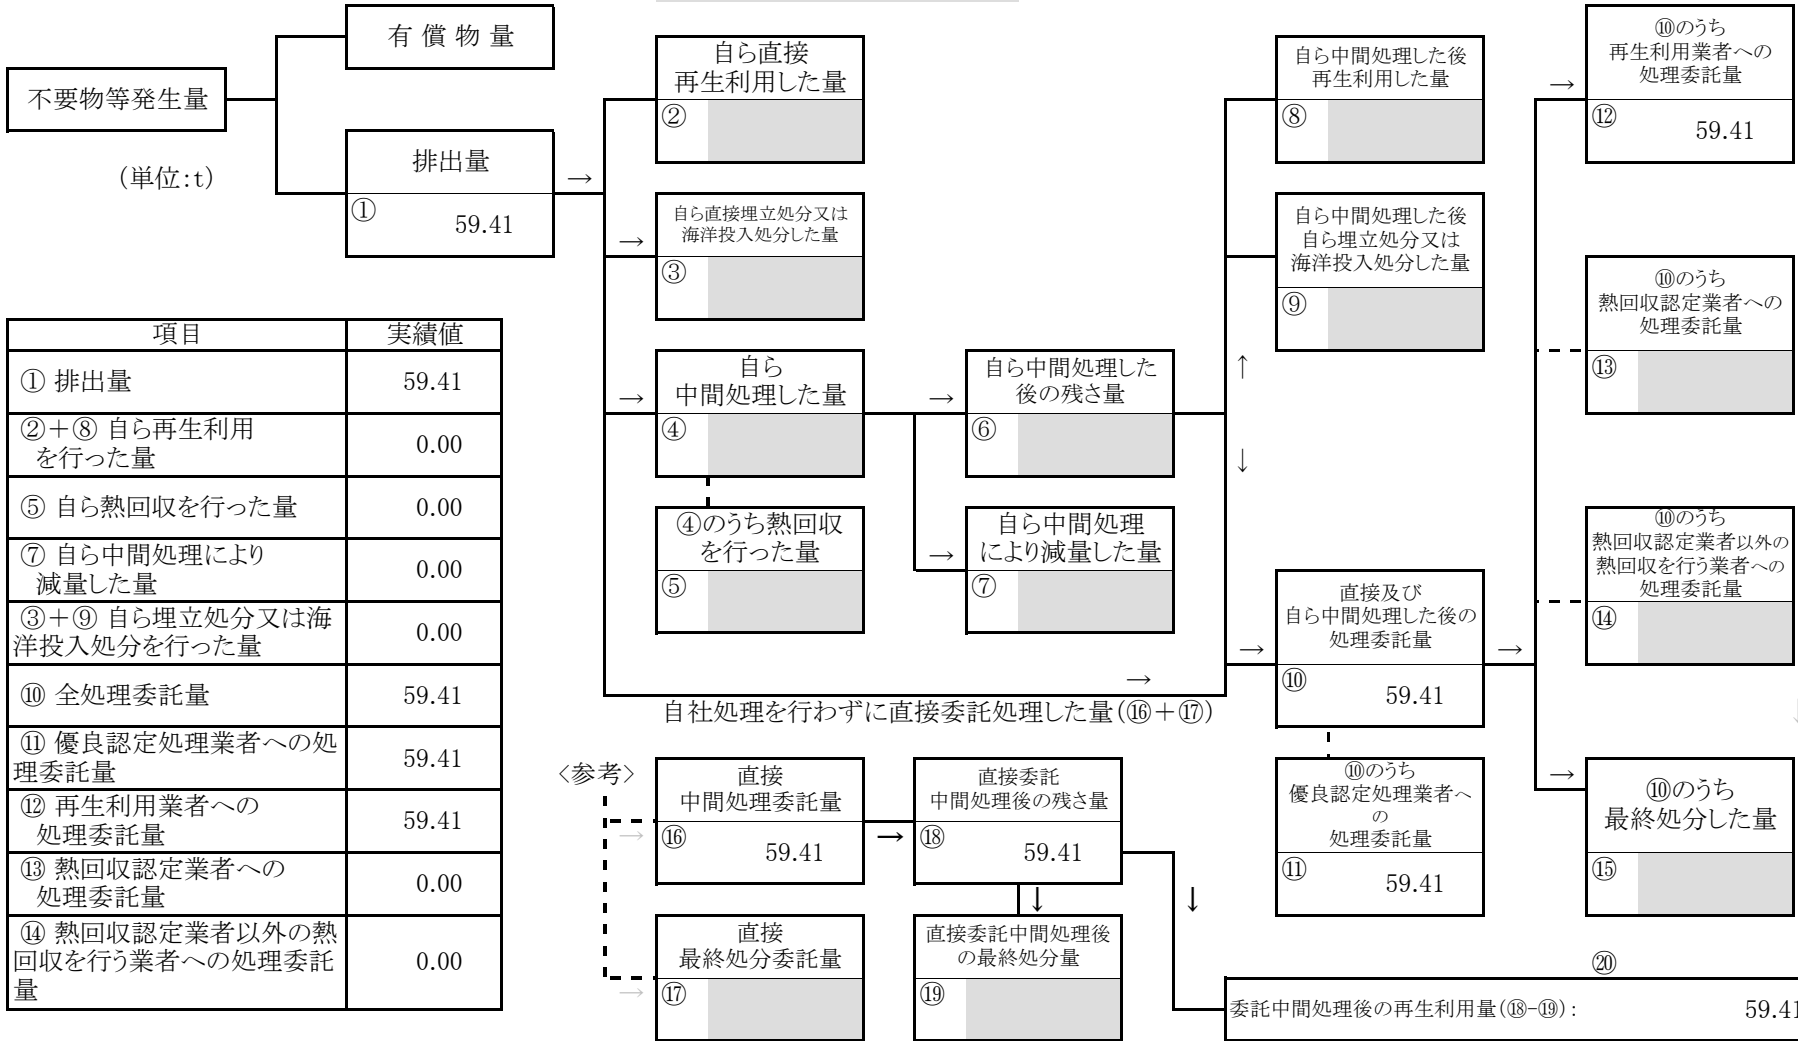 有 償 物 量
不要物等発生量
(単位:t)
排出量
①
59.41
→
自ら直接
再生利用した量
②
→
自ら直接埋立処分又は
海洋投入処分した量
③
→
自ら
中間処理した量
④
④のうち熱回収
を行った量
⑤
→
自ら中間処理した
後の残さ量
⑥
→
自ら中間処理
により減量した量
⑦
自ら中間処理した後
再生利用した量
⑧
自ら中間処理した後
自ら埋立処分又は
海洋投入処分した量
⑨
↑
↓
→
直接及び
自ら中間処理した後の
処理委託量
⑩
59.41
→
⑩のうち
優良認定処理業者へ
の
処理委託量
⑪
59.41
→
⑩のうち
再生利用業者への
処理委託量
⑫
59.41
⑩のうち
熱回収認定業者への
処理委託量
⑬
⑩のうち
熱回収認定業者以外の
熱回収を行う業者への
処理委託量
⑭
→
⑩のうち
最終処分した量
⑮
項目 実績値
① 排出量 59.41
②＋⑧ 自ら再生利用
を行った量 0.00
⑤ 自ら熱回収を行った量 0.00
⑦ 自ら中間処理により
減量した量 0.00
③＋⑨ 自ら埋立処分又は海
洋投入処分を行った量 0.00
⑩ 全処理委託量 59.41
⑪ 優良認定処理業者への処
理委託量 59.41
⑫ 再生利用業者への
処理委託量 59.41
⑬ 熱回収認定業者への
処理委託量 0.00
⑭ 熱回収認定業者以外の熱
回収を行う業者への処理委託
量 0.00
→
自社処理を行わずに直接委託処理した量(⑯＋⑰)
<参考>
→
直接
中間処理委託量
⑯
59.41
→
直接委託
中間処理後の残さ量
⑱
59.41
↓
↓
→
直接
最終処分委託量
⑰
直接委託中間処理後
の最終処分量
⑲
⑳
委託中間処理後の再生利用量(⑱-⑲): 59.41